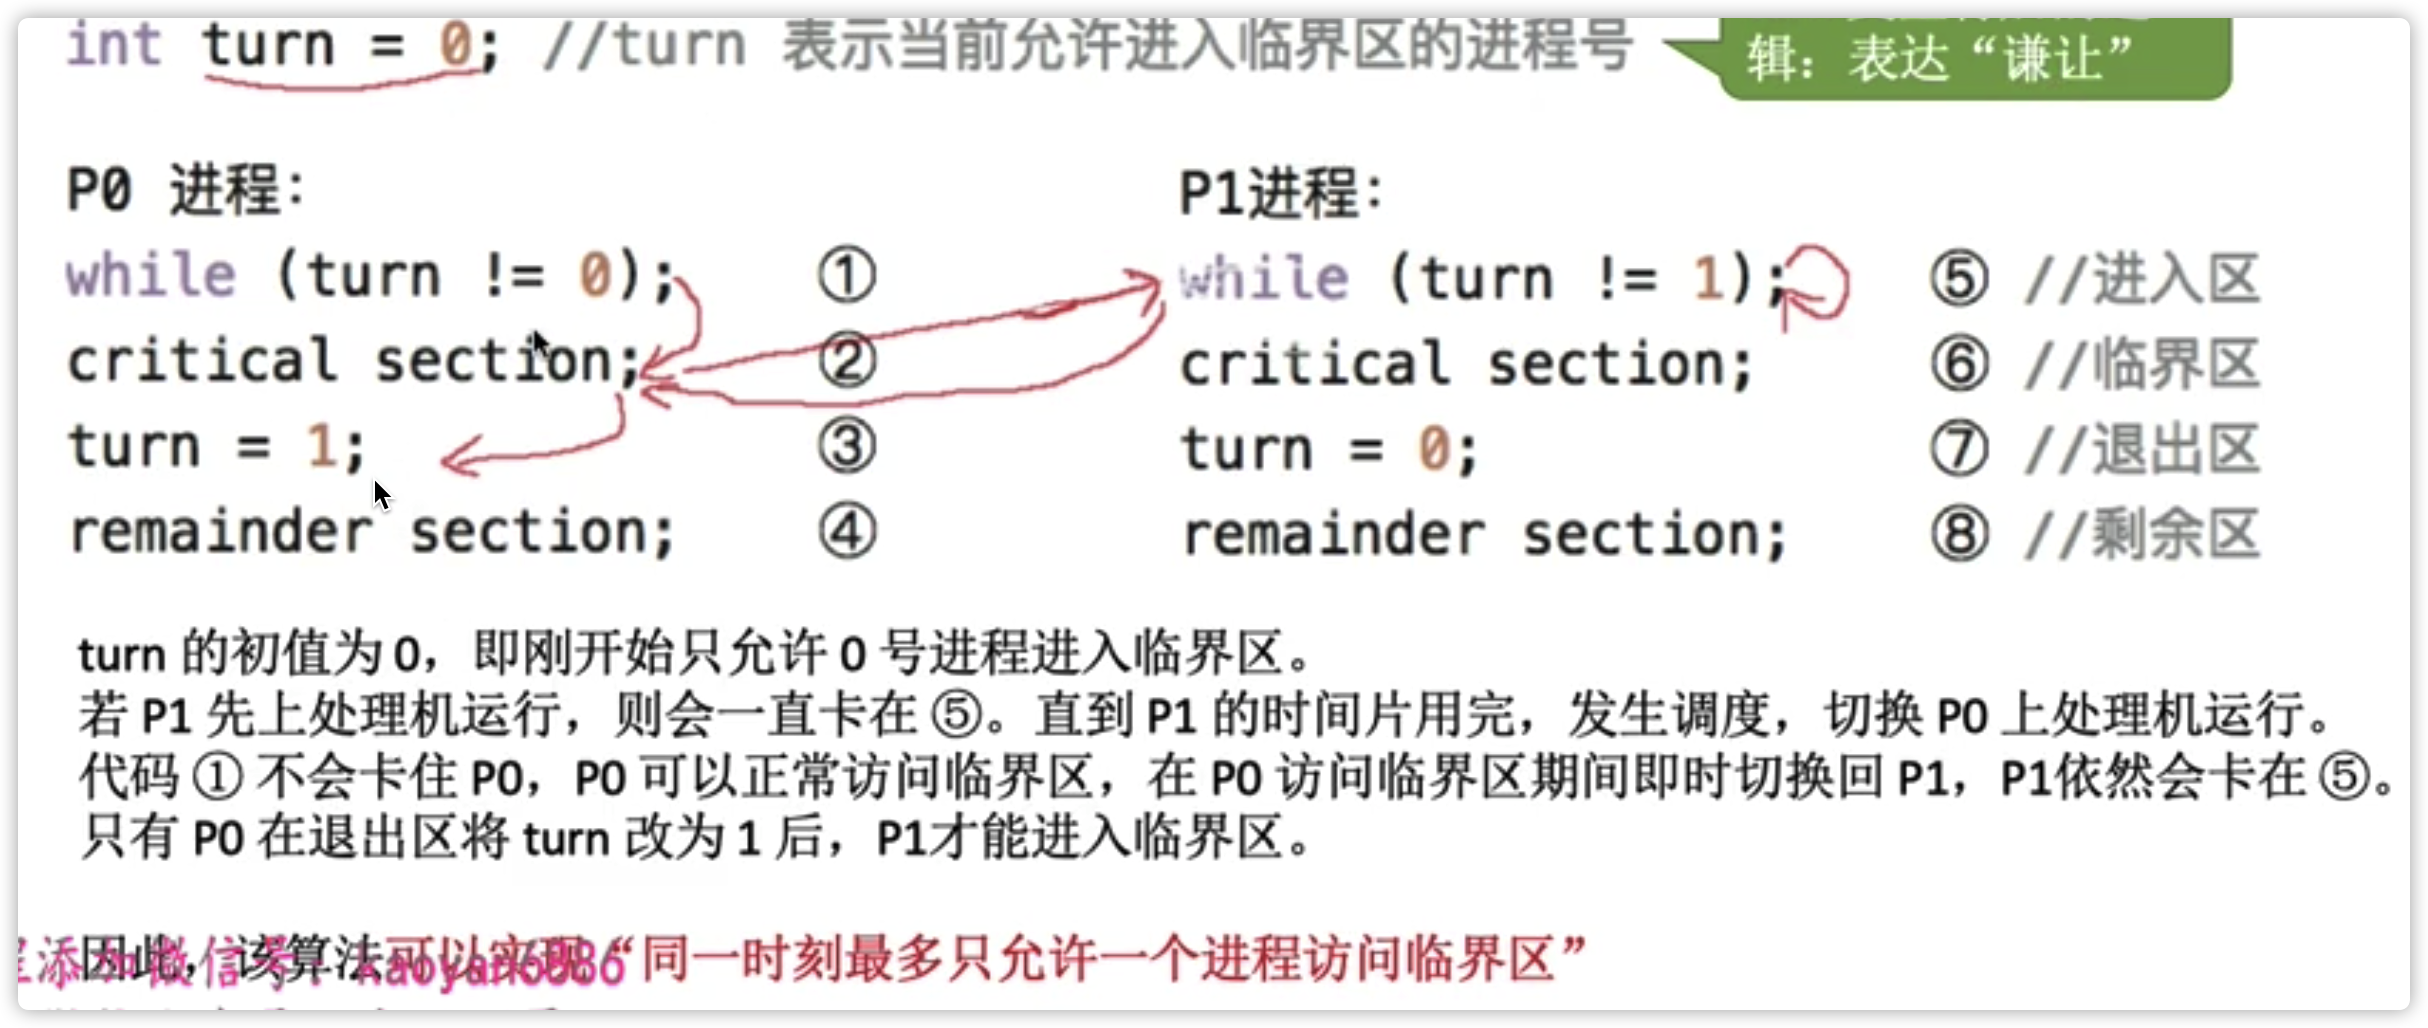 int turn = 0; //turn 表示当前允许进入临界区的进程号
辑：表达“谦让”
P0 进程：
while (turn != 0); ①
critical section; ②
turn = 1; ③
remainder section; ④
P1进程：
while (turn != 1); ⑤ //进入区
critical section; ⑥ //临界区
turn = 0; ⑦ //退出区
remainder section; ⑧ //剩余区
turn 的初值为 0，即刚开始只允许 0 号进程进入临界区。
若 P1 先上处理机运行，则会一直卡在 ⑤。直到 P1 的时间片用完，发生调度，切换 P0 上处理机运行。
代码 ① 不会卡住 P0，P0 可以正常访问临界区，在 P0 访问临界区期间即时切换回 P1，P1依然会卡在 ⑤。
只有 P0 在退出区将 turn 改为 1 后，P1才能进入临界区。
因此，该算法可以实现“同一时刻最多只允许一个进程访问临界区”
添加微信号：